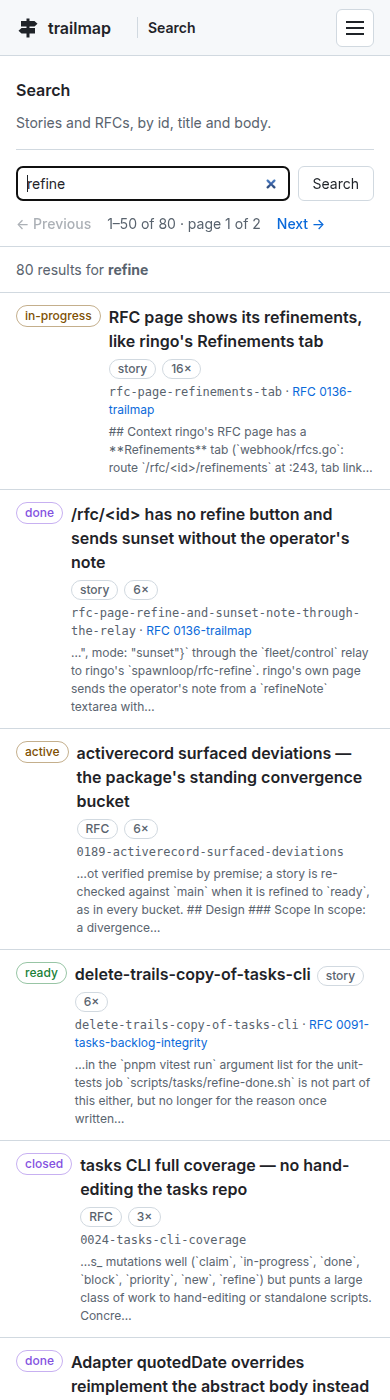 trailmap Search
Search
Stories and RFCs, by id, title and body.
refine × Search
← Previous 1–50 of 80 · page 1 of 2 Next →
80 results for refine
in-progress RFC page shows its refinements,
like ringo's Refinements tab
story 16×
rfc-page-refinements-tab · RFC 0136-
trailmap
## Context ringo's RFC page has a
**Refinements** tab (`webhook/rfcs.go`:
route `/rfc/<id>/refinements` at :243, tab link...
done /rfc/<id> has no refine button and
sends sunset without the operator's
note
story 6×
rfc-page-refine-and-sunset-note-through-
the-relay · RFC 0136-trailmap
...", mode: "sunset"}` through the `fleet/control` relay
to ringo's `spawnloop/rfc-refine`. ringo's own page
sends the operator's note from a `refineNote`
textarea with...
active activerecord surfaced deviations —
the package's standing convergence
bucket
RFC 6×
0189-activerecord-surfaced-deviations
...ot verified premise by premise; a story is re-
checked against `main` when it is refined to `ready`,
as in every bucket. ## Design ### Scope In scope:
a divergence...
ready delete-trails-copy-of-tasks-cli story
6×
delete-trails-copy-of-tasks-cli · RFC 0091-
tasks-backlog-integrity
...in the `pnpm vitest run` argument list for the unit-
tests job `scripts/tasks/refine-done.sh` is not part of
this either, but no longer for the reason once
written...
closed tasks CLI full coverage — no hand-
editing the tasks repo
RFC 3×
0024-tasks-cli-coverage
...s_ mutations well (`claim`, `in-progress`, `done`,
`block`, `priority`, `new`, `refine`) but punts a large
class of work to hand-editing or standalone scripts.
Concre...
done Adapter quotedDate overrides
reimplement the abstract body instead